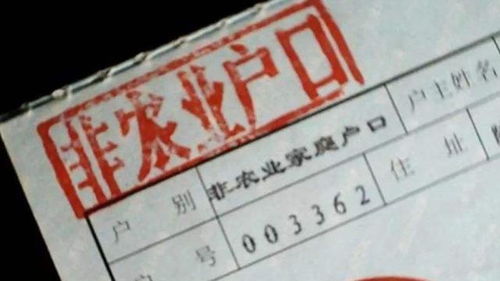 非农业户口
户别 非农业家庭户口 户主姓名
户号 003362 住址